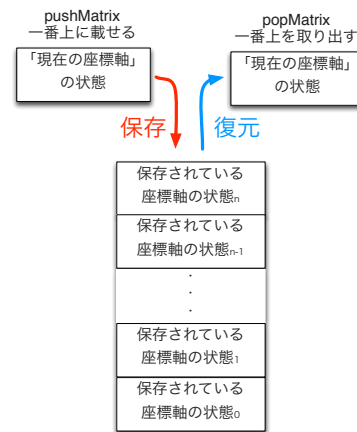 pushMatrix
一番上に載せる
「現在の座標軸」
の状態
popMatrix
一番上を取り出す
「現在の座標軸」
の状態
保存
復元
保存されている
座標軸の状態n
保存されている
座標軸の状態n-1
.
.
.
保存されている
座標軸の状態1
保存されている
座標軸の状態0